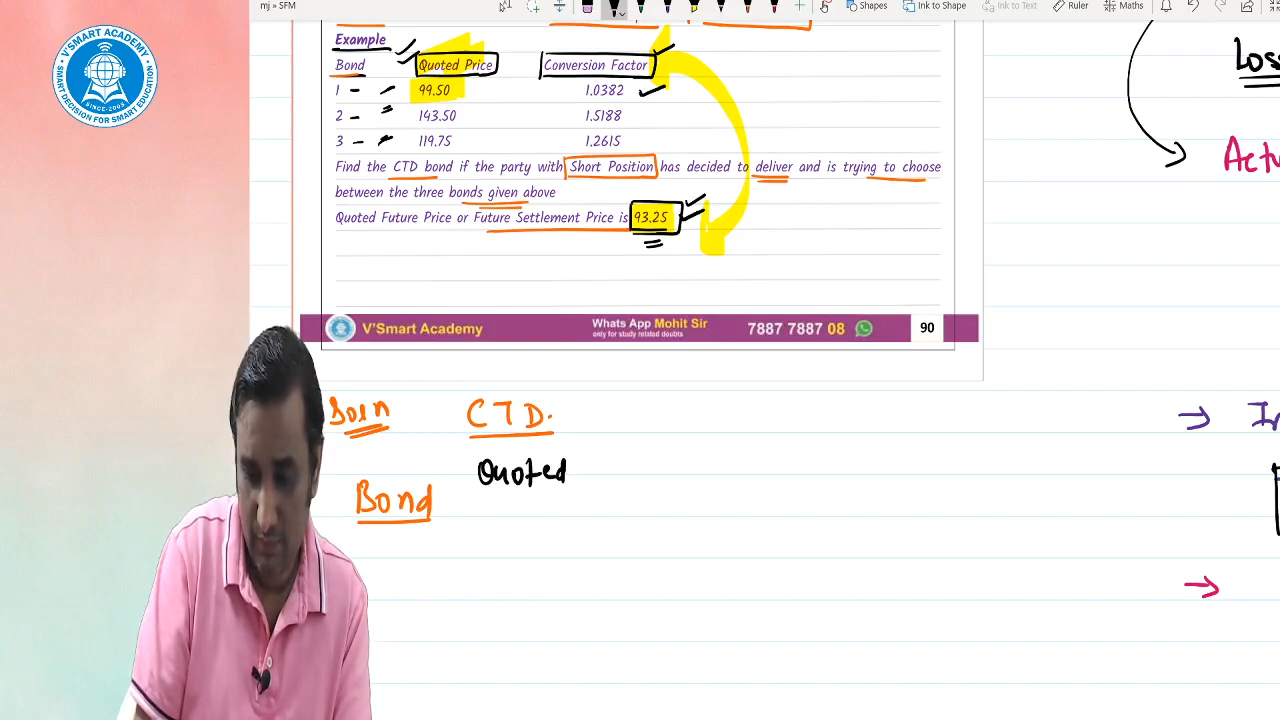 mj » SFM
Shapes Ink to Shape Ink to Text Ruler Maths
V'SMART ACADEMY
SINCE-2005
SMART DECISION FOR SMART EDUCATION
Example
Bond Quoted Price Conversion Factor
1 - 99.50 1.0382
2 - 143.50 1.5188
3 - 119.75 1.2615
Find the CTD bond if the party with Short Position has decided to deliver and is trying to choose
between the three bonds given above
Quoted Future Price or Future Settlement Price is 93.25
V'Smart Academy
Whats App Mohit Sir
only for study related doubts
7887 7887 08
90
CTD.
Quoted
Bond